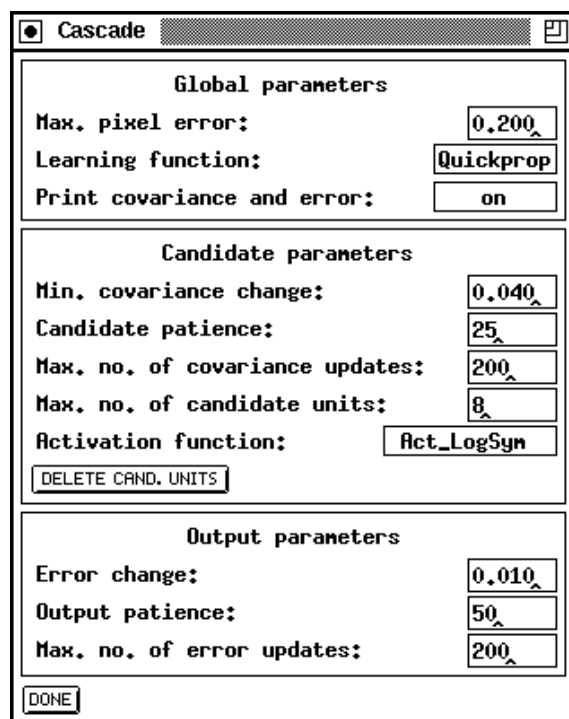 Cascade
Global parameters
Max. pixel error: 0.200
Learning function: Quickprop
Print covariance and error: on
Candidate parameters
Min. covariance change: 0.040
Candidate patience: 25
Max. no. of covariance updates: 200
Max. no. of candidate units: 8
Activation function: Act_LogSym
DELETE CAND. UNITS
Output parameters
Error change: 0.010
Output patience: 50
Max. no. of error updates: 200
DONE